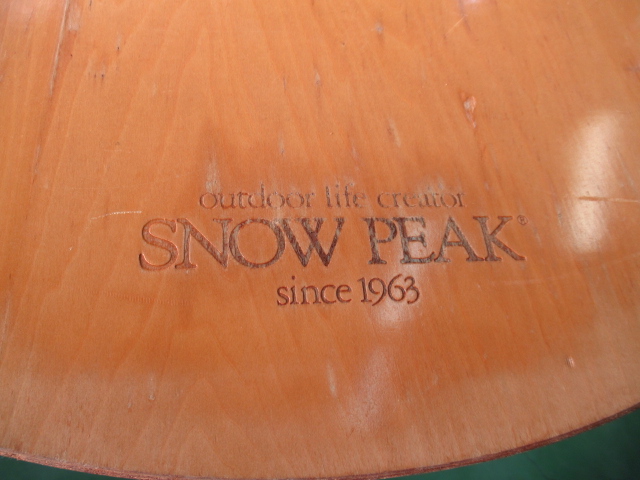 outdoor life creator
SNOW PEAK®
since 1963